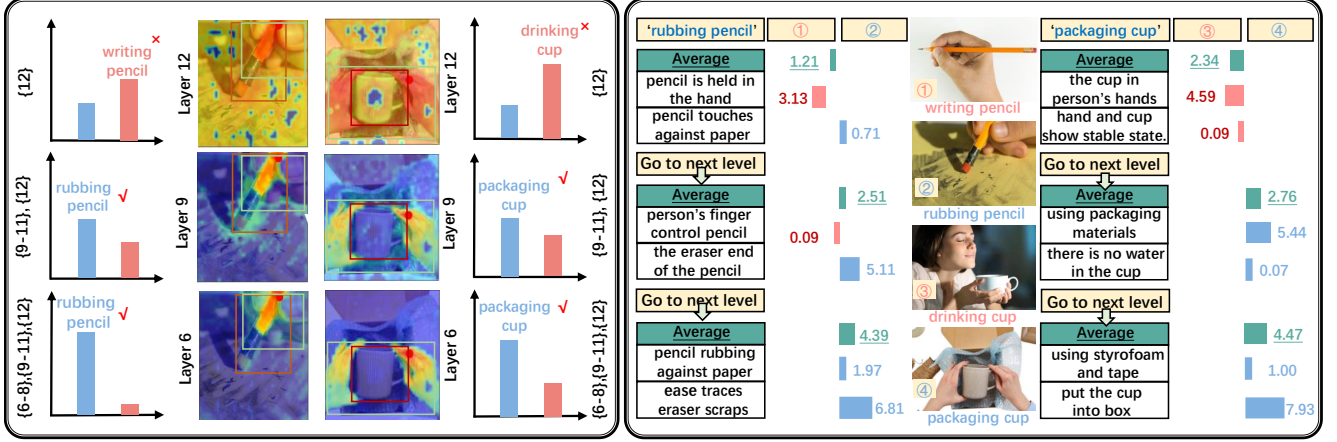 {12}
writing ×
pencil
Layer 12
Layer 12
drinking ×
cup
{12}
{9-11}, {12}
rubbing
pencil √
Layer 9
Layer 9
packaging √
cup
{9-11}, {12}
{6-8},{9-11},{12}
rubbing
pencil √
Layer 6
Layer 6
packaging √
cup
{6-8},{9-11},{12}
'rubbing pencil' ① ②
Average 1.21
pencil is held in
the hand
3.13
pencil touches
against paper
0.71
Go to next level
Average 2.51
person's finger
control pencil
0.09
the eraser end
of the pencil
5.11
Go to next level
Average 4.39
pencil rubbing
against paper
1.97
ease traces
eraser scraps
6.81
①
writing pencil
②
rubbing pencil
③
drinking cup
④
packaging cup
'packaging cup' ③ ④
Average 2.34
the cup in
person's hands
4.59
hand and cup
show stable state.
0.09
Go to next level
Average 2.76
using packaging
materials
5.44
there is no water
in the cup
0.07
Go to next level
Average 4.47
using styrofoam
and tape
1.00
put the cup
into box
7.93